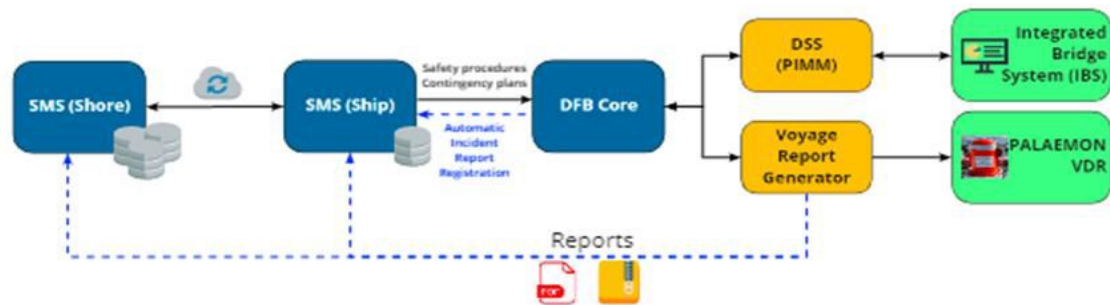 SMS (Shore)
SMS (Ship)
Safety procedures
Contingency plans
Automatic
Incident
Report
Registration
DFB Core
DSS
(PIMM)
Voyage
Report
Generator
Integrated
Bridge
System (IBS)
PALAEMON
VDR
Reports
PDF